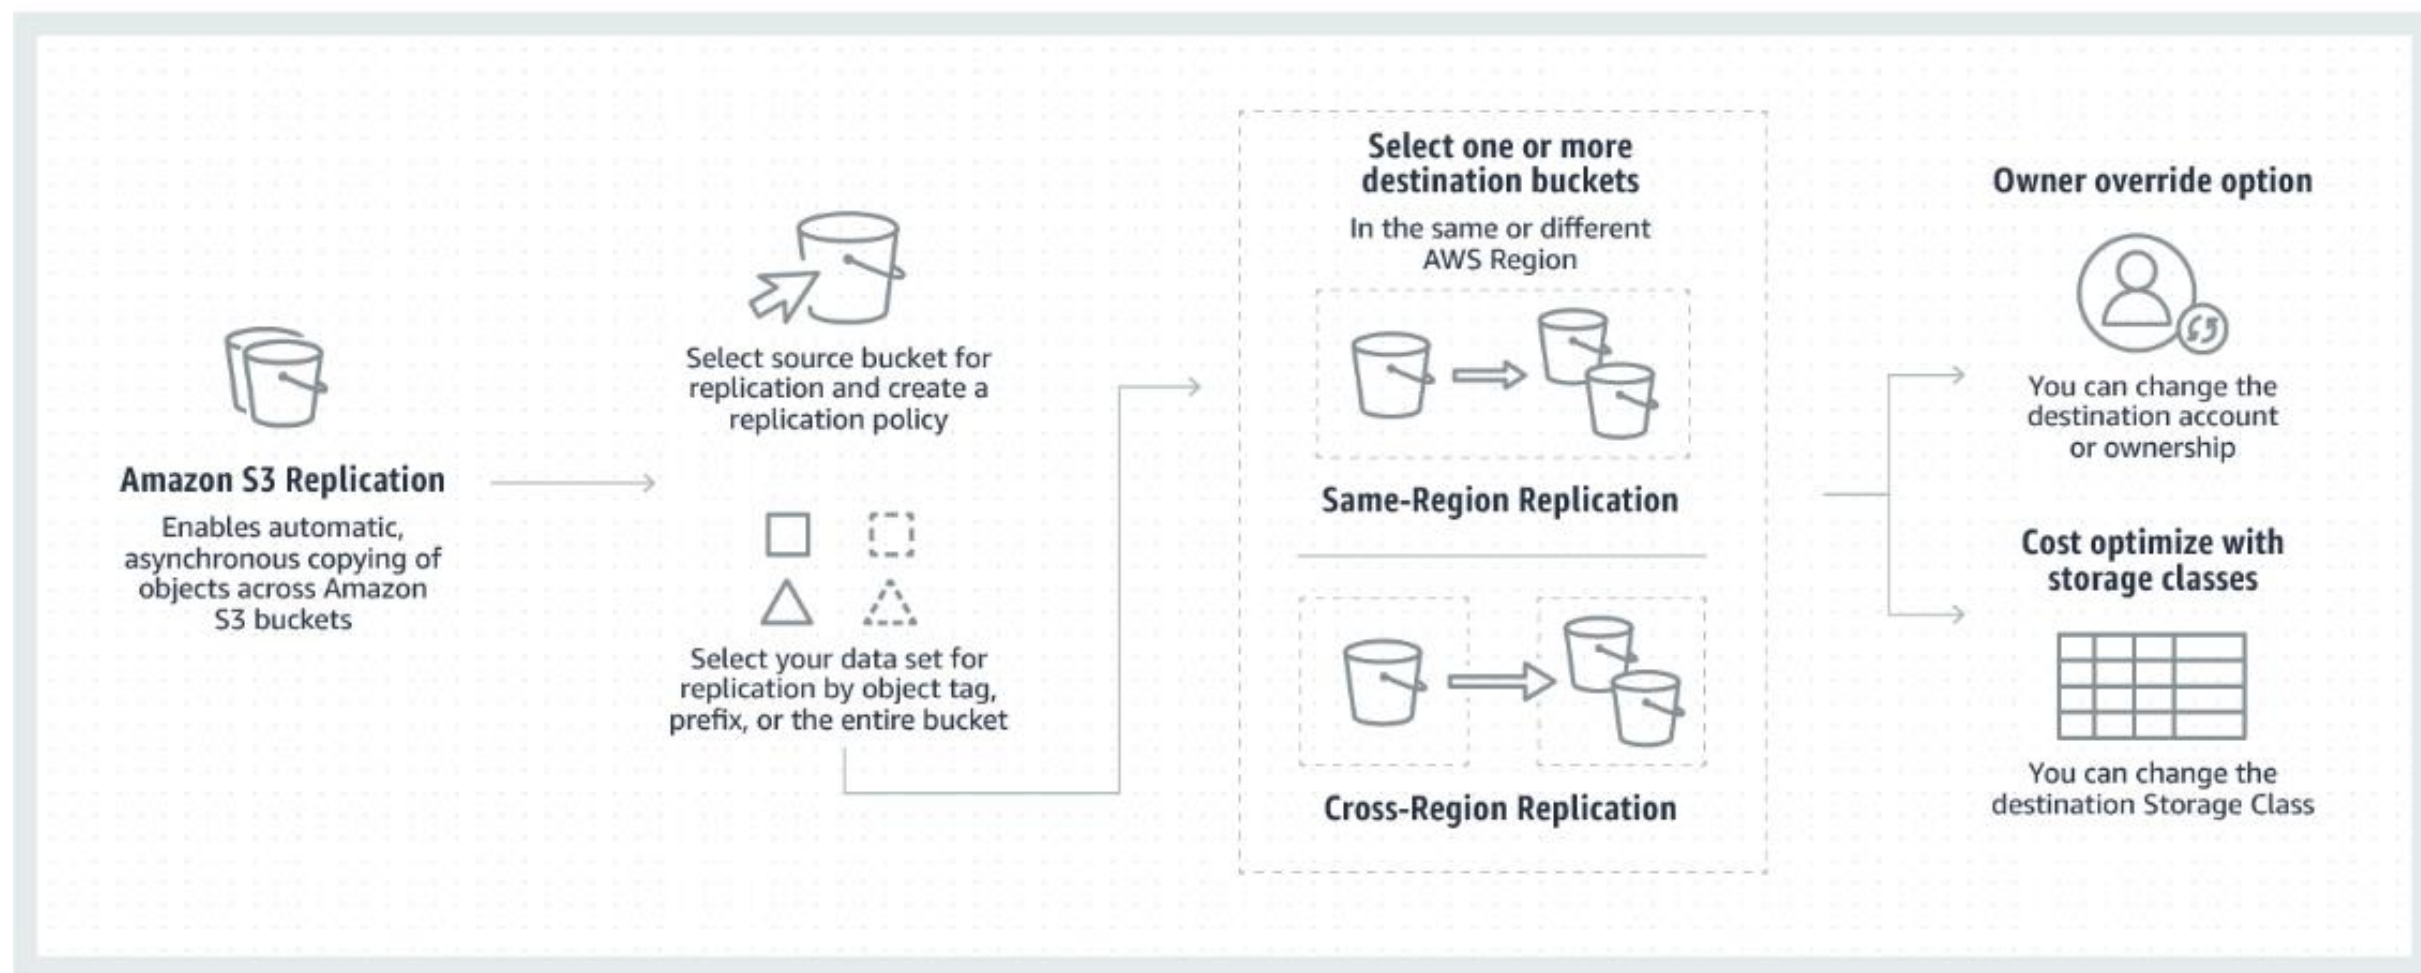 Amazon S3 Replication
Enables automatic,
asynchronous copying of
objects across Amazon
S3 buckets
Select source bucket for
replication and create a
replication policy
Select your data set for
replication by object tag,
prefix, or the entire bucket
Select one or more
destination buckets
In the same or different
AWS Region
Same-Region Replication
Cross-Region Replication
Owner override option
You can change the
destination account
or ownership
Cost optimize with
storage classes
You can change the
destination Storage Class